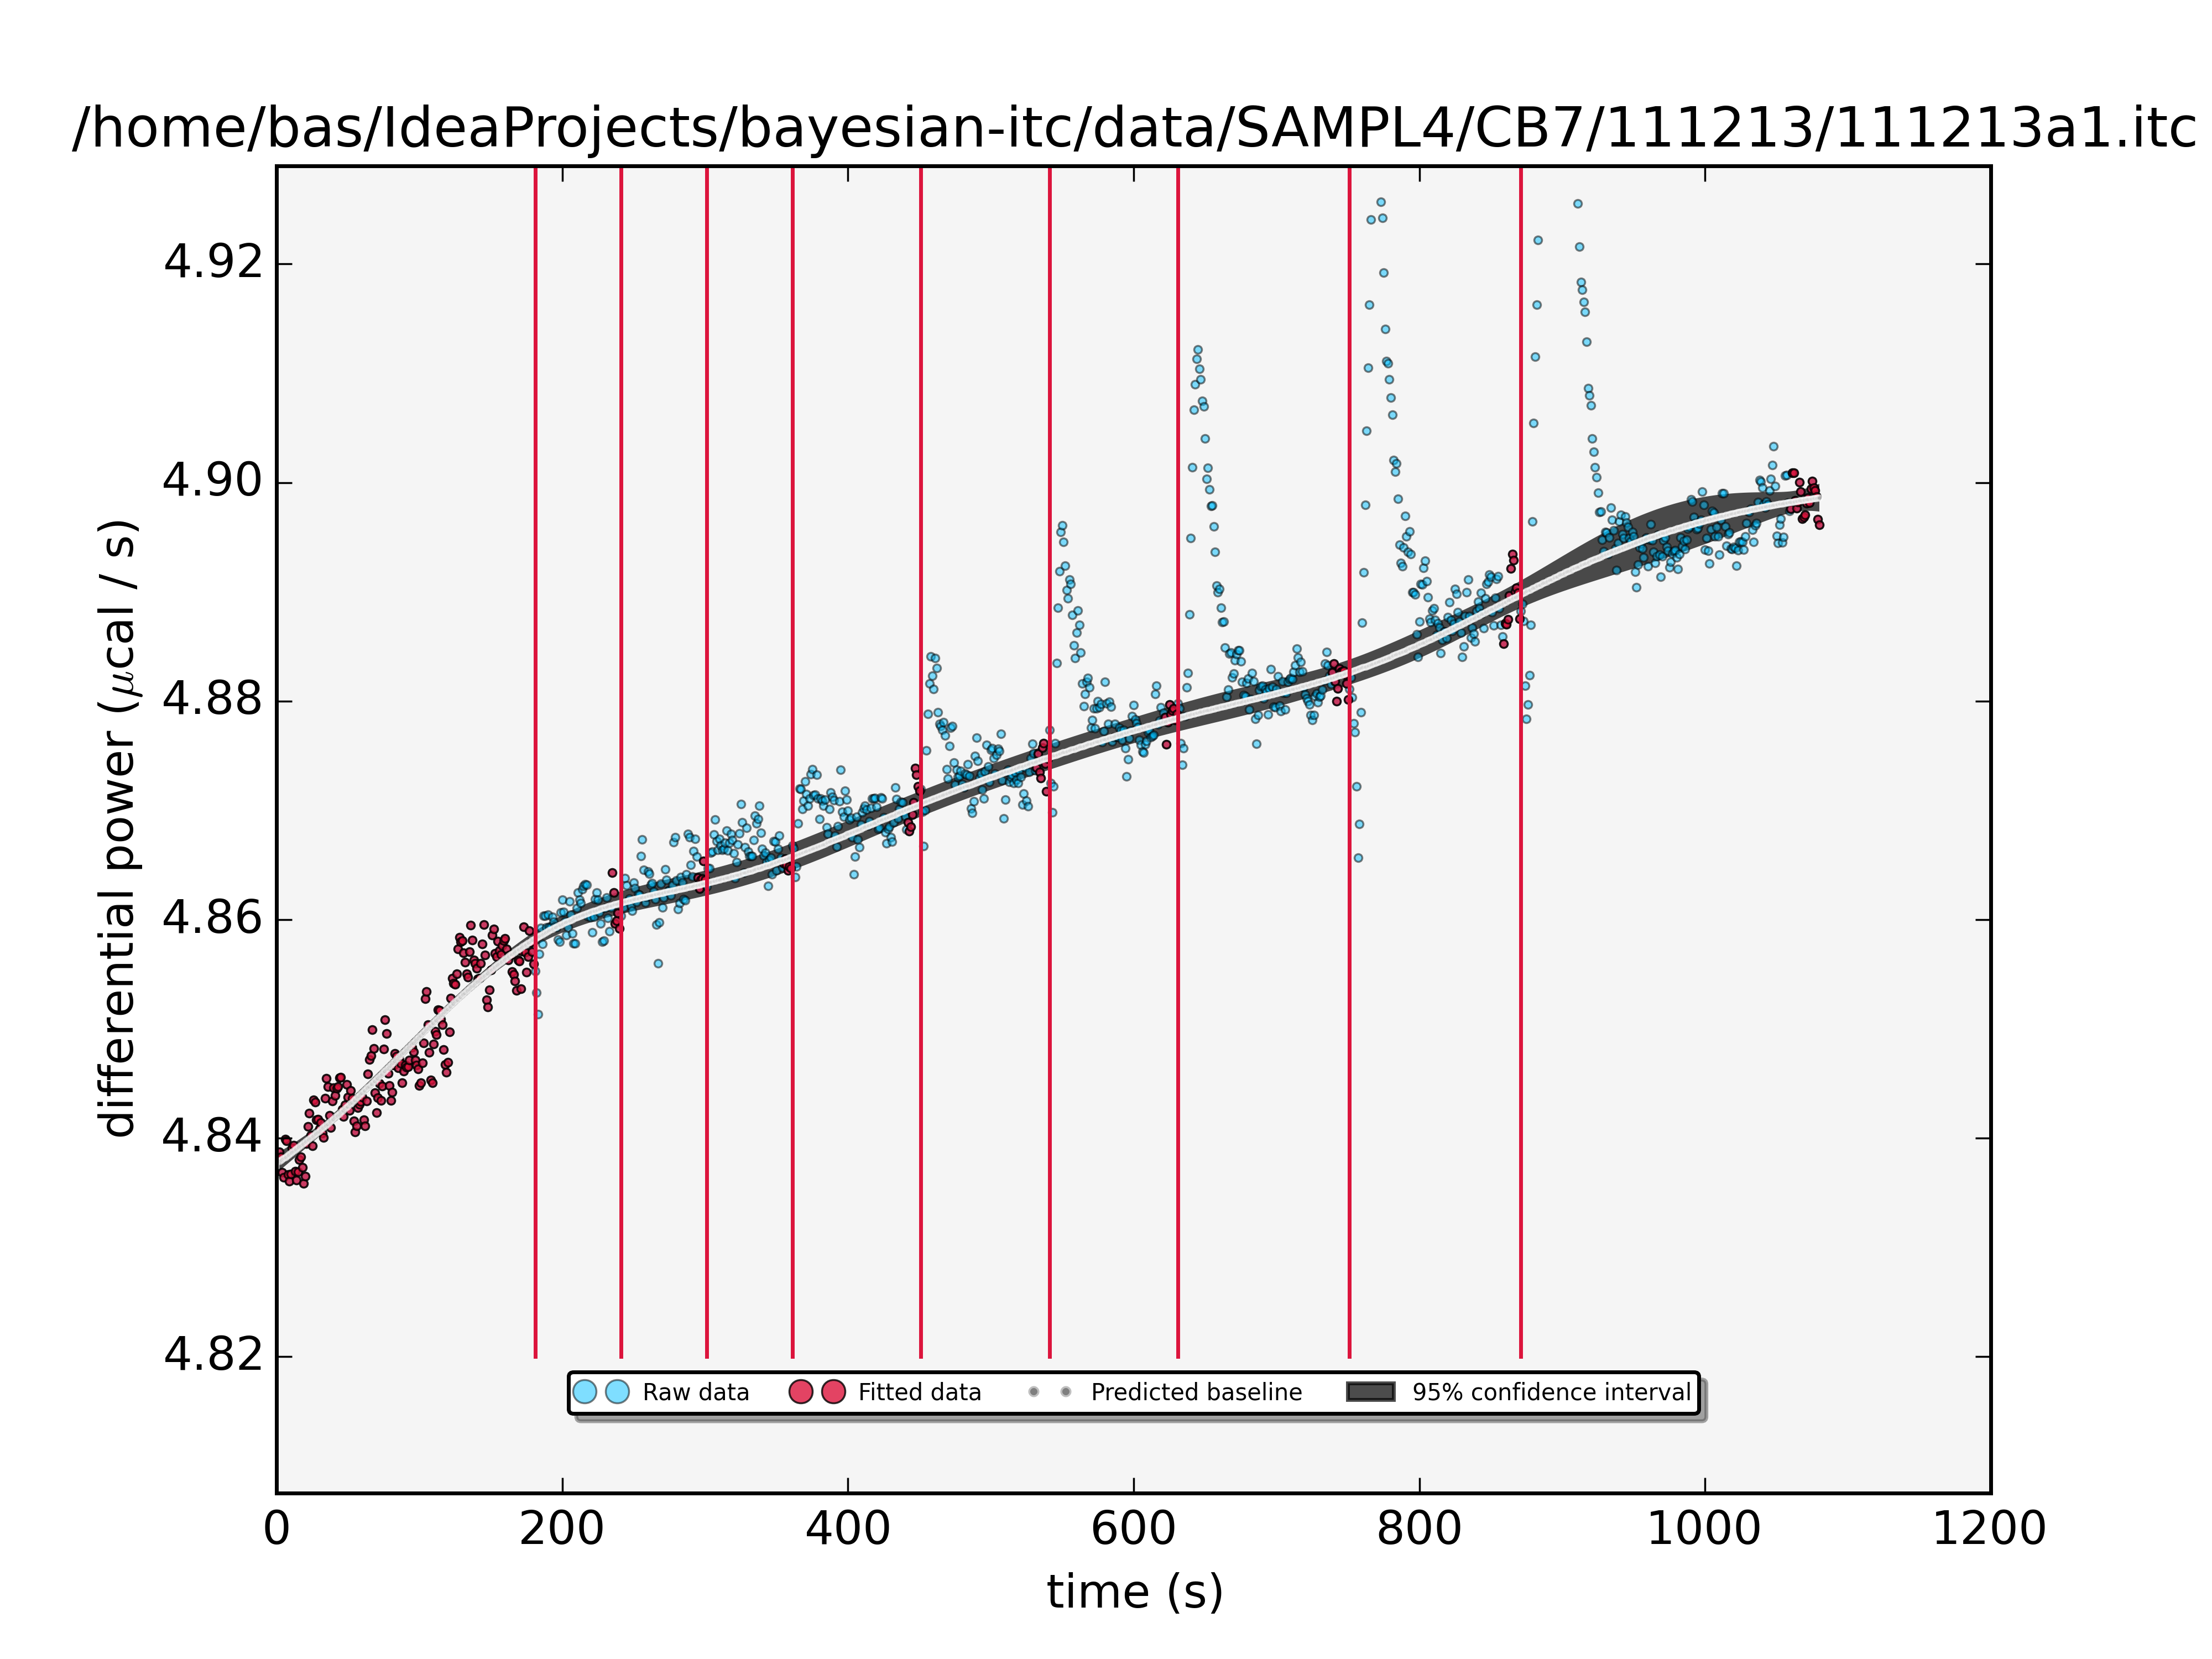 /home/bas/IdeaProjects/bayesian-itc/data/SAMPL4/CB7/111213/111213a1.itc
differential power (μcal / s)
4.92
4.90
4.88
4.86
4.84
4.82
Raw data Fitted data Predicted baseline 95% confidence interval
0 200 400 600 800 1000 1200
time (s)